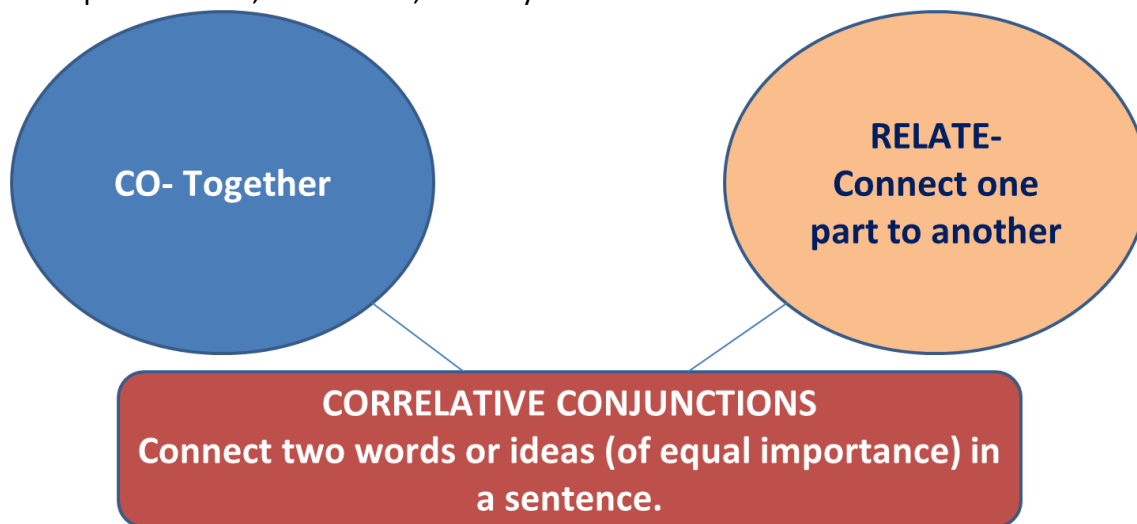 CO- Together
RELATE-
Connect one
part to another
CORRELATIVE CONJUNCTIONS
Connect two words or ideas (of equal importance) in
a sentence.